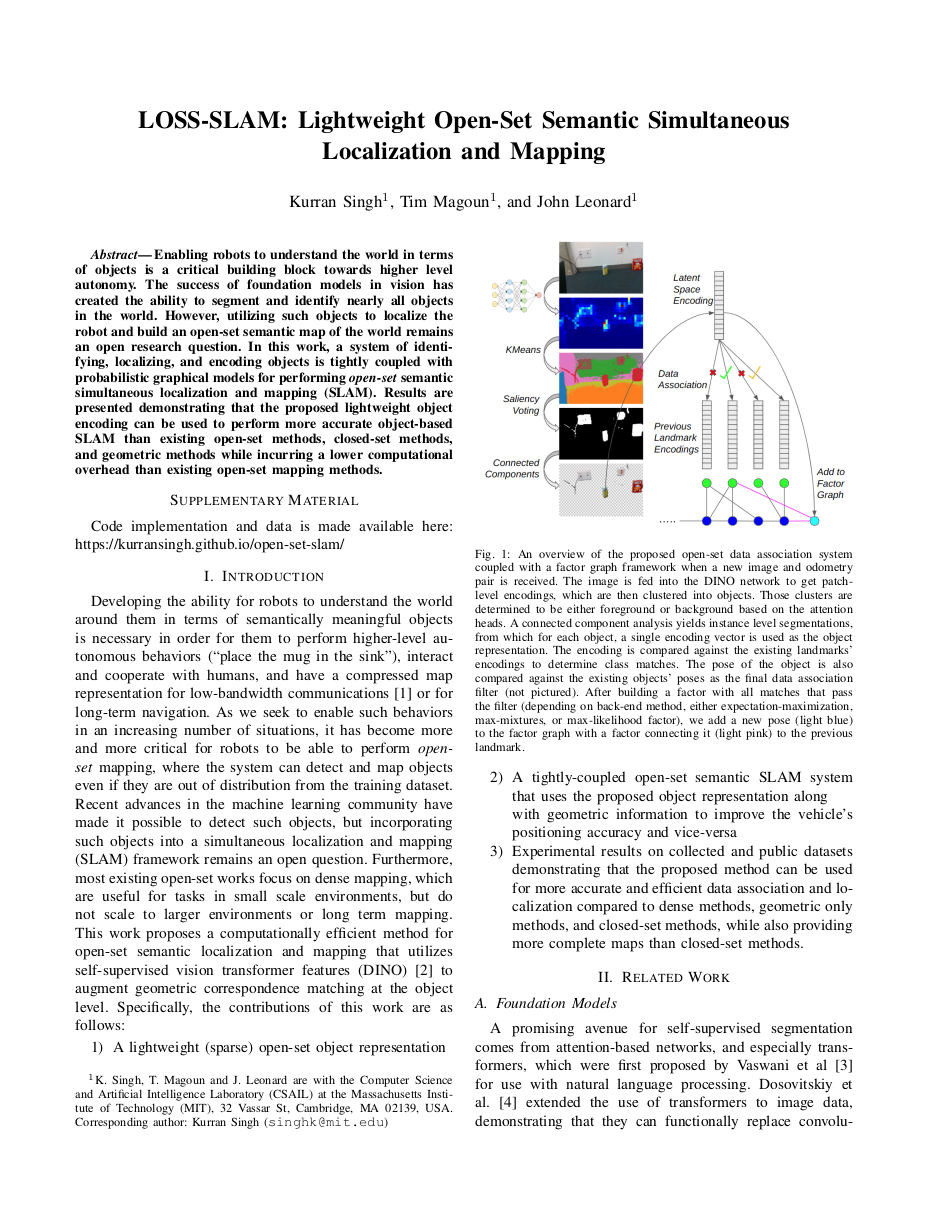 LOSS-SLAM: Lightweight Open-Set Semantic Simultaneous
Localization and Mapping
Kurran Singh1, Tim Magoun1, and John Leonard1
Abstract—Enabling robots to understand the world in terms
of objects is a critical building block towards higher level
autonomy. The success of foundation models in vision has
created the ability to segment and identify nearly all objects
in the world. However, utilizing such objects to localize the
robot and build an open-set semantic map of the world remains
an open research question. In this work, a system of identi-
fying, localizing, and encoding objects is tightly coupled with
probabilistic graphical models for performing open-set semantic
simultaneous localization and mapping (SLAM). Results are
presented demonstrating that the proposed lightweight object
encoding can be used to perform more accurate object-based
SLAM than existing open-set methods, closed-set methods,
and geometric methods while incurring a lower computational
overhead than existing open-set mapping methods.
SUPPLEMENTARY MATERIAL
Code implementation and data is made available here:
https://kurransingh.github.io/open-set-slam/
I. INTRODUCTION
Developing the ability for robots to understand the world
around them in terms of semantically meaningful objects
is necessary in order for them to perform higher-level au-
tonomous behaviors (“place the mug in the sink”), interact
and cooperate with humans, and have a compressed map
representation for low-bandwidth communications [1] or for
long-term navigation. As we seek to enable such behaviors
in an increasing number of situations, it has become more
and more critical for robots to be able to perform open-
set mapping, where the system can detect and map objects
even if they are out of distribution from the training dataset.
Recent advances in the machine learning community have
made it possible to detect such objects, but incorporating
such objects into a simultaneous localization and mapping
(SLAM) framework remains an open question. Furthermore,
most existing open-set works focus on dense mapping, which
are useful for tasks in small scale environments, but do
not scale to larger environments or long term mapping.
This work proposes a computationally efficient method for
open-set semantic localization and mapping that utilizes
self-supervised vision transformer features (DINO) [2] to
augment geometric correspondence matching at the object
level. Specifically, the contributions of this work are as
follows:
1) A lightweight (sparse) open-set object representation
1K. Singh, T. Magoun and J. Leonard are with the Computer Science
and Artificial Intelligence Laboratory (CSAIL) at the Massachusetts Insti-
tute of Technology (MIT), 32 Vassar St, Cambridge, MA 02139, USA.
Corresponding author: Kurran Singh (singhk@mit.edu)
KMeans
Saliency
Voting
Connected
Components
Latent
Space
Encoding
Data
Association
Previous
Landmark
Encodings
Add to
Factor
Graph
.....
Fig. 1: An overview of the proposed open-set data association system
coupled with a factor graph framework when a new image and odometry
pair is received. The image is fed into the DINO network to get patch-
level encodings, which are then clustered into objects. Those clusters are
determined to be either foreground or background based on the attention
heads. A connected component analysis yields instance level segmentations,
from which for each object, a single encoding vector is used as the object
representation. The encoding is compared against the existing landmarks’
encodings to determine class matches. The pose of the object is also
compared against the existing objects’ poses as the final data association
filter (not pictured). After building a factor with all matches that pass
the filter (depending on back-end method, either expectation-maximization,
max-mixtures, or max-likelihood factor), we add a new pose (light blue)
to the factor graph with a factor connecting it (light pink) to the previous
landmark.
2) A tightly-coupled open-set semantic SLAM system
that uses the proposed object representation along
with geometric information to improve the vehicle’s
positioning accuracy and vice-versa
3) Experimental results on collected and public datasets
demonstrating that the proposed method can be used
for more accurate and efficient data association and lo-
calization compared to dense methods, geometric only
methods, and closed-set methods, while also providing
more complete maps than closed-set methods.
II. RELATED WORK
A. Foundation Models
A promising avenue for self-supervised segmentation
comes from attention-based networks, and especially trans-
formers, which were first proposed by Vaswani et al [3]
for use with natural language processing. Dosovitskiy et
al. [4] extended the use of transformers to image data,
demonstrating that they can functionally replace convolu-